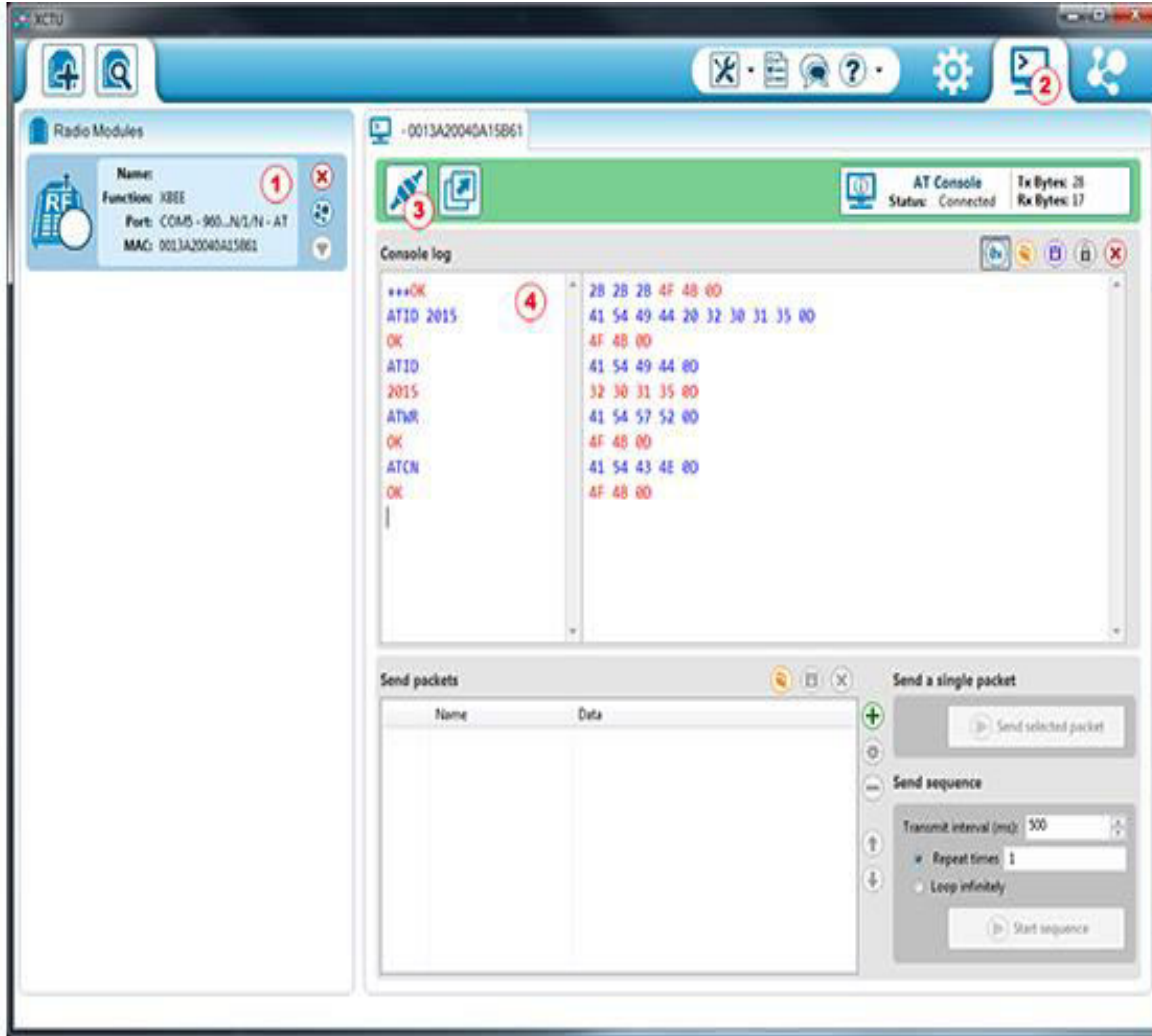 XCTU
2
Radio Modules
- 0013A20040A15B61
Name:
1
Function: XBEE
Port: COM5 - 960...N/1/N - AT
MAC: 0013A20040A15B61
3
AT Console
Status: Connected
Tx Bytes: 28
Rx Bytes: 17
Console log
4
+++OK
ATID 2015
OK
ATID
2015
ATWR
OK
ATCN
OK
2B 2B 2B 4F 4B 0D
41 54 49 44 20 32 30 31 35 0D
4F 4B 0D
41 54 49 44 0D
32 30 31 35 0D
41 54 57 52 0D
4F 4B 0D
41 54 43 4E 0D
4F 4B 0D
Send packets
Name
Data
Send a single packet
Send selected packet
Send sequence
Transmit interval (ms): 500
Repeat times 1
Loop infinitely
Start sequence